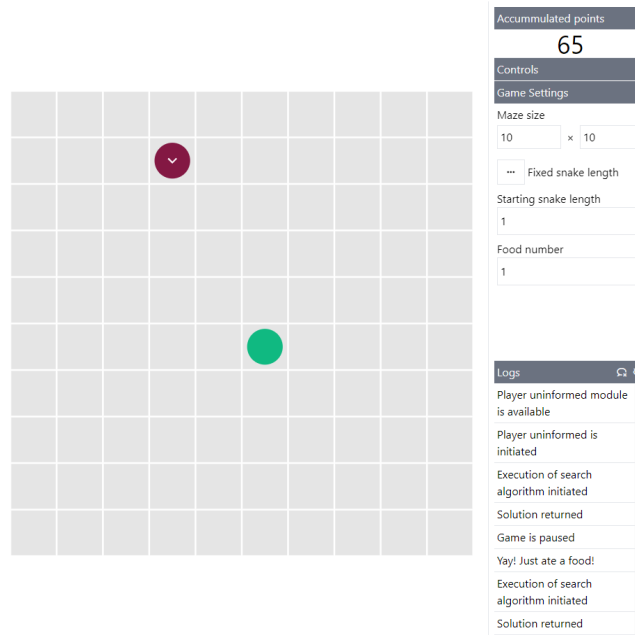 Accummulated points
65
Controls
Game Settings
Maze size
10 × 10
··· Fixed snake length
Starting snake length
1
Food number
1
Logs
Player uninformed module
is available
Player uninformed is
initiated
Execution of search
algorithm initiated
Solution returned
Game is paused
Yay! Just ate a food!
Execution of search
algorithm initiated
Solution returned